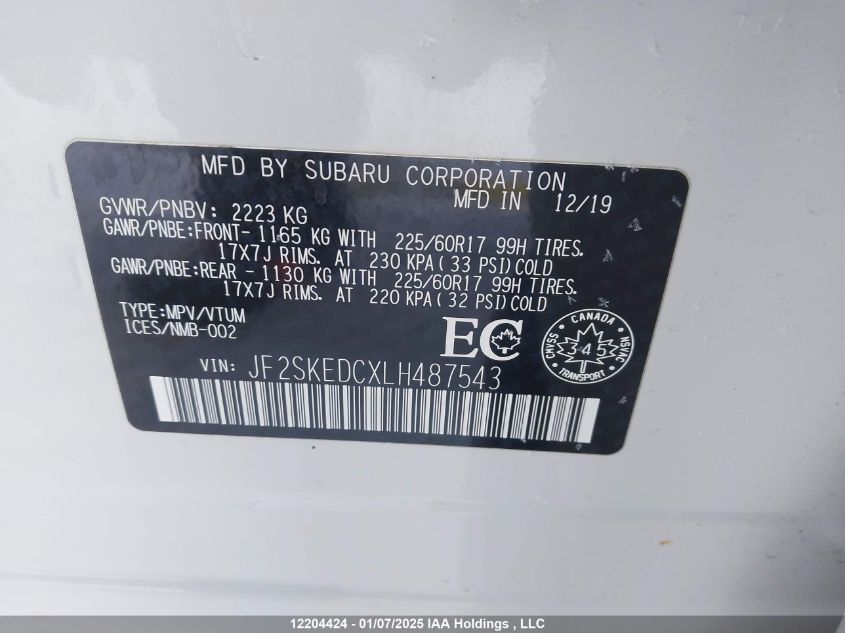 MFD BY SUBARU CORPORATION
MFD IN 12/19
GVWR/PNBV: 2223 KG
GAWR/PNBE:FRONT- 1165 KG WITH 225/60R17 99H TIRES.
17X7J RIMS. AT 230 KPA (33 PSI)COLD
GAWR/PNBE:REAR - 1130 KG WITH 225/60R17 99H TIRES.
17X7J RIMS. AT 220 KPA (32 PSI)COLD
TYPE:MPV/VTUM
ICES/NMB-002
EC
CANADA
CMVSS
NSVAC
345
TRANSPORT
VIN: JF2SKEDCXLH487543
12204424 - 01/07/2025 IAA Holdings , LLC